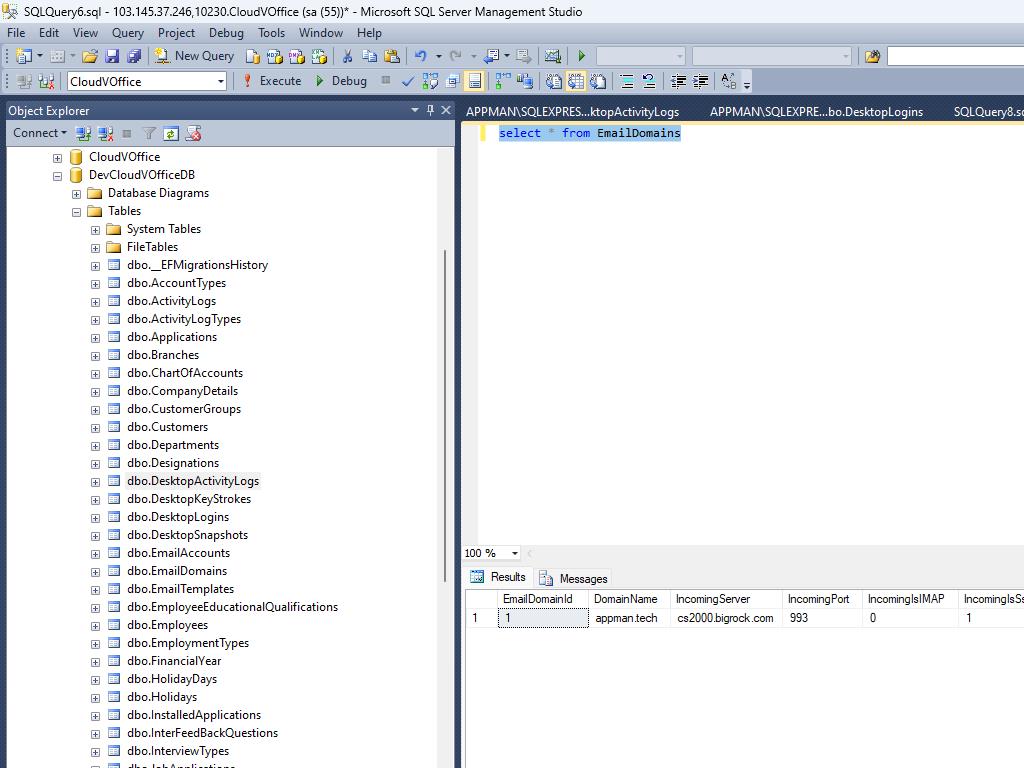 SQLQuery6.sql - 103.145.37.246,10230.CloudVOffice (sa (55))* - Microsoft SQL Server Management Studio
File Edit View Query Project Debug Tools Window Help
New Query
CloudVOffice Execute Debug
Object Explorer
APPMAN\SQLEXPRES...ktopActivityLogs APPMAN\SQLEXPRE...bo.DesktopLogins SQLQuery8.sq
Connect
select * from EmailDomains
CloudVOffice
DevCloudVOfficeDB
Database Diagrams
Tables
System Tables
FileTables
dbo.__EFMigrationsHistory
dbo.AccountTypes
dbo.ActivityLogs
dbo.ActivityLogTypes
dbo.Applications
dbo.Branches
dbo.ChartOfAccounts
dbo.CompanyDetails
dbo.CustomerGroups
dbo.Customers
dbo.Departments
dbo.Designations
dbo.DesktopActivityLogs
dbo.DesktopKeyStrokes
dbo.DesktopLogins
dbo.DesktopSnapshots
dbo.EmailAccounts
dbo.EmailDomains
dbo.EmailTemplates
dbo.EmployeeEducationalQualifications
dbo.Employees
dbo.EmploymentTypes
dbo.FinancialYear
dbo.HolidayDays
dbo.Holidays
dbo.InstalledApplications
dbo.InterFeedBackQuestions
dbo.InterviewTypes
100 %
Results Messages
EmailDomainId DomainName IncomingServer IncomingPort IncomingIsIMAP IncomingIsSs
1 1 appman.tech cs2000.bigrock.com 993 0 1